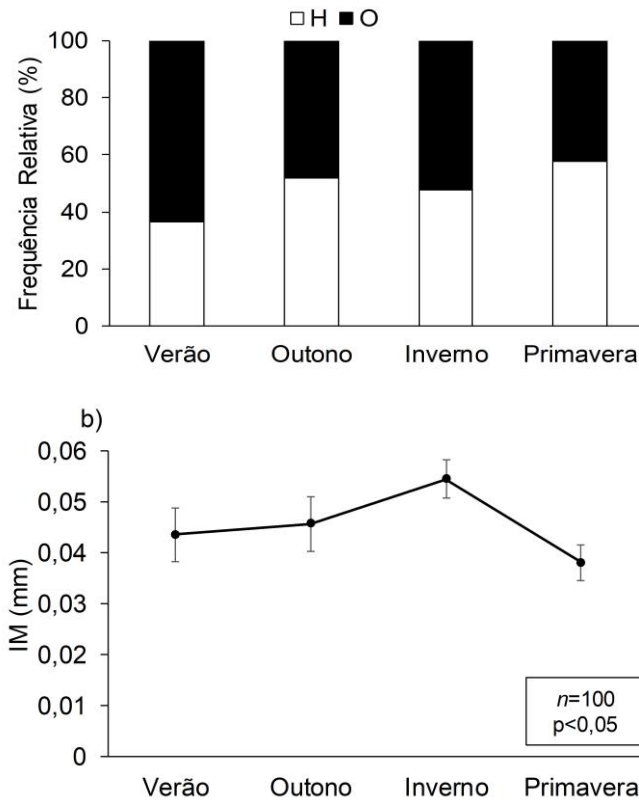 H O
Frequência Relativa (%)
100
80
60
40
20
0
Verão Outono Inverno Primavera
b)
IM (mm)
0,06
0,05
0,04
0,03
0,02
0,01
0
n=100
p<0,05
Verão Outono Inverno Primavera